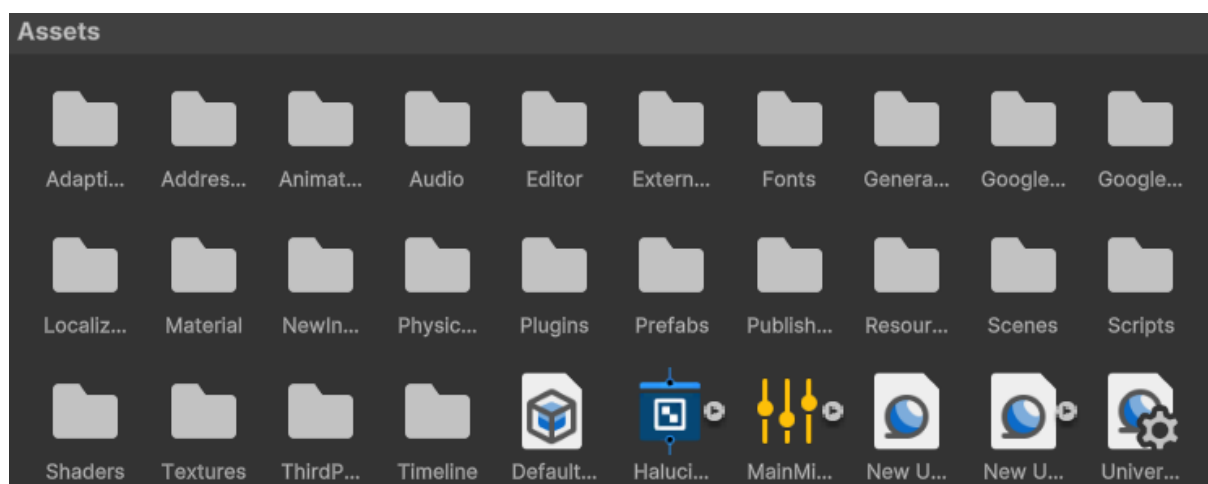 Assets
Adapti... Addres... Animat... Audio Editor Extern... Fonts Genera... Google... Google...
Localiz... Material NewIn... Physic... Plugins Prefabs Publish... Resour... Scenes Scripts
Shaders Textures ThirdP... Timeline Default... Haluci... MainMi... New U... New U... Univer...